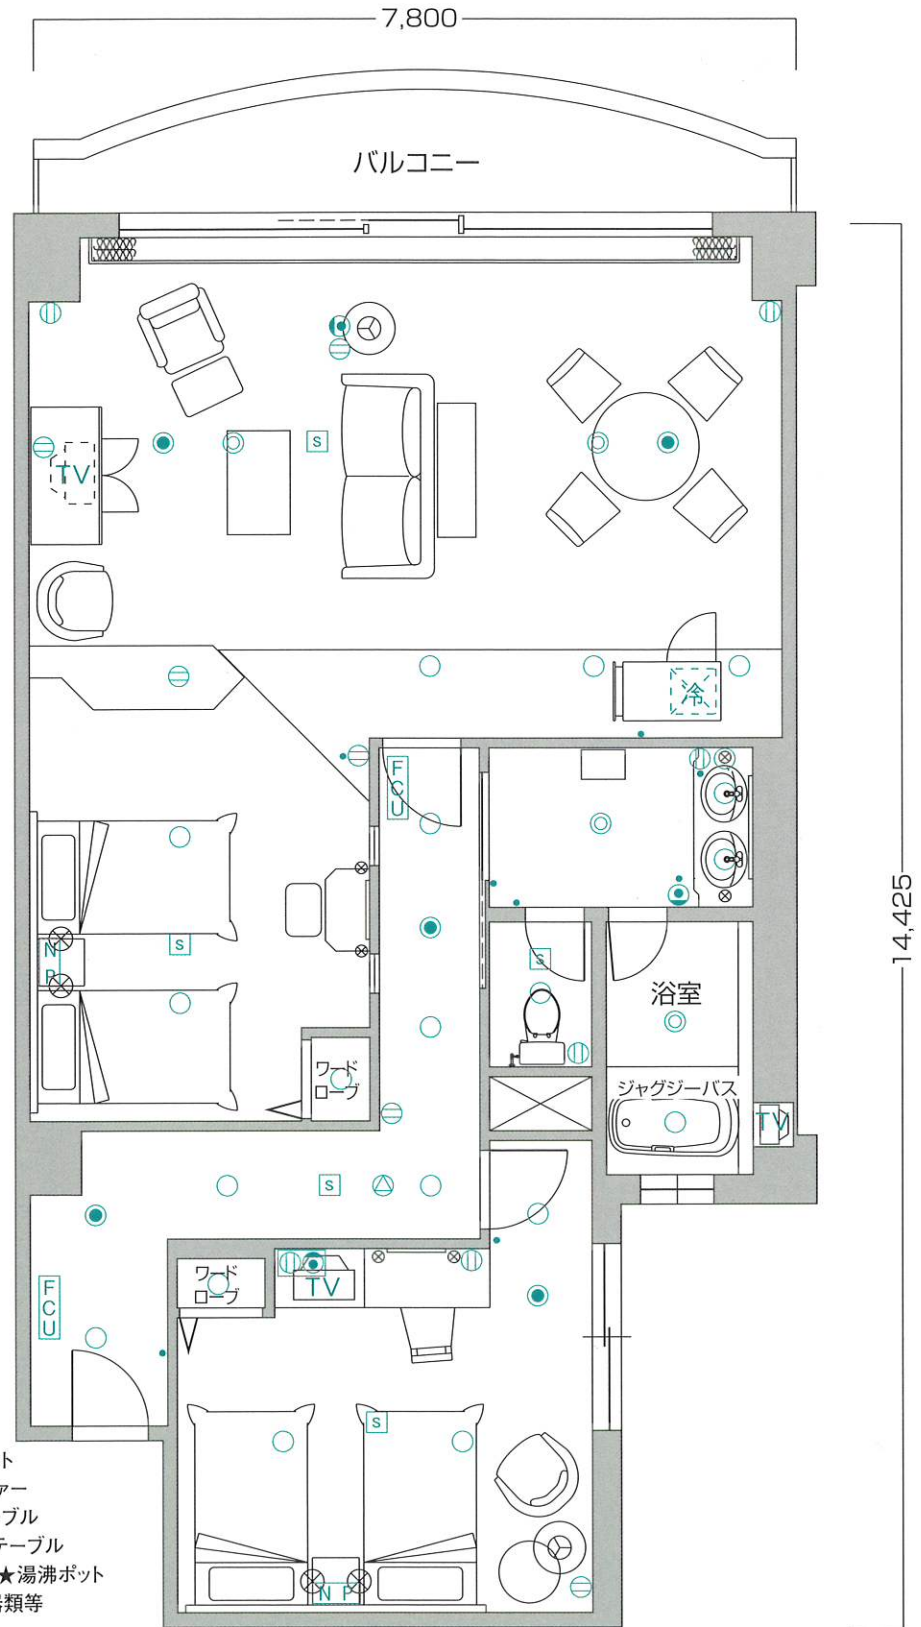 7,800
バルコニー
TV
S
冷
FCU
14,425
N P
S
S
浴室
ワード
ローブ
ジャグジーバス
TV
S
FCU
ワード
ローブ
TV
S
N P
ト
ァー
ブル
テーブル
★湯沸ポット
類等